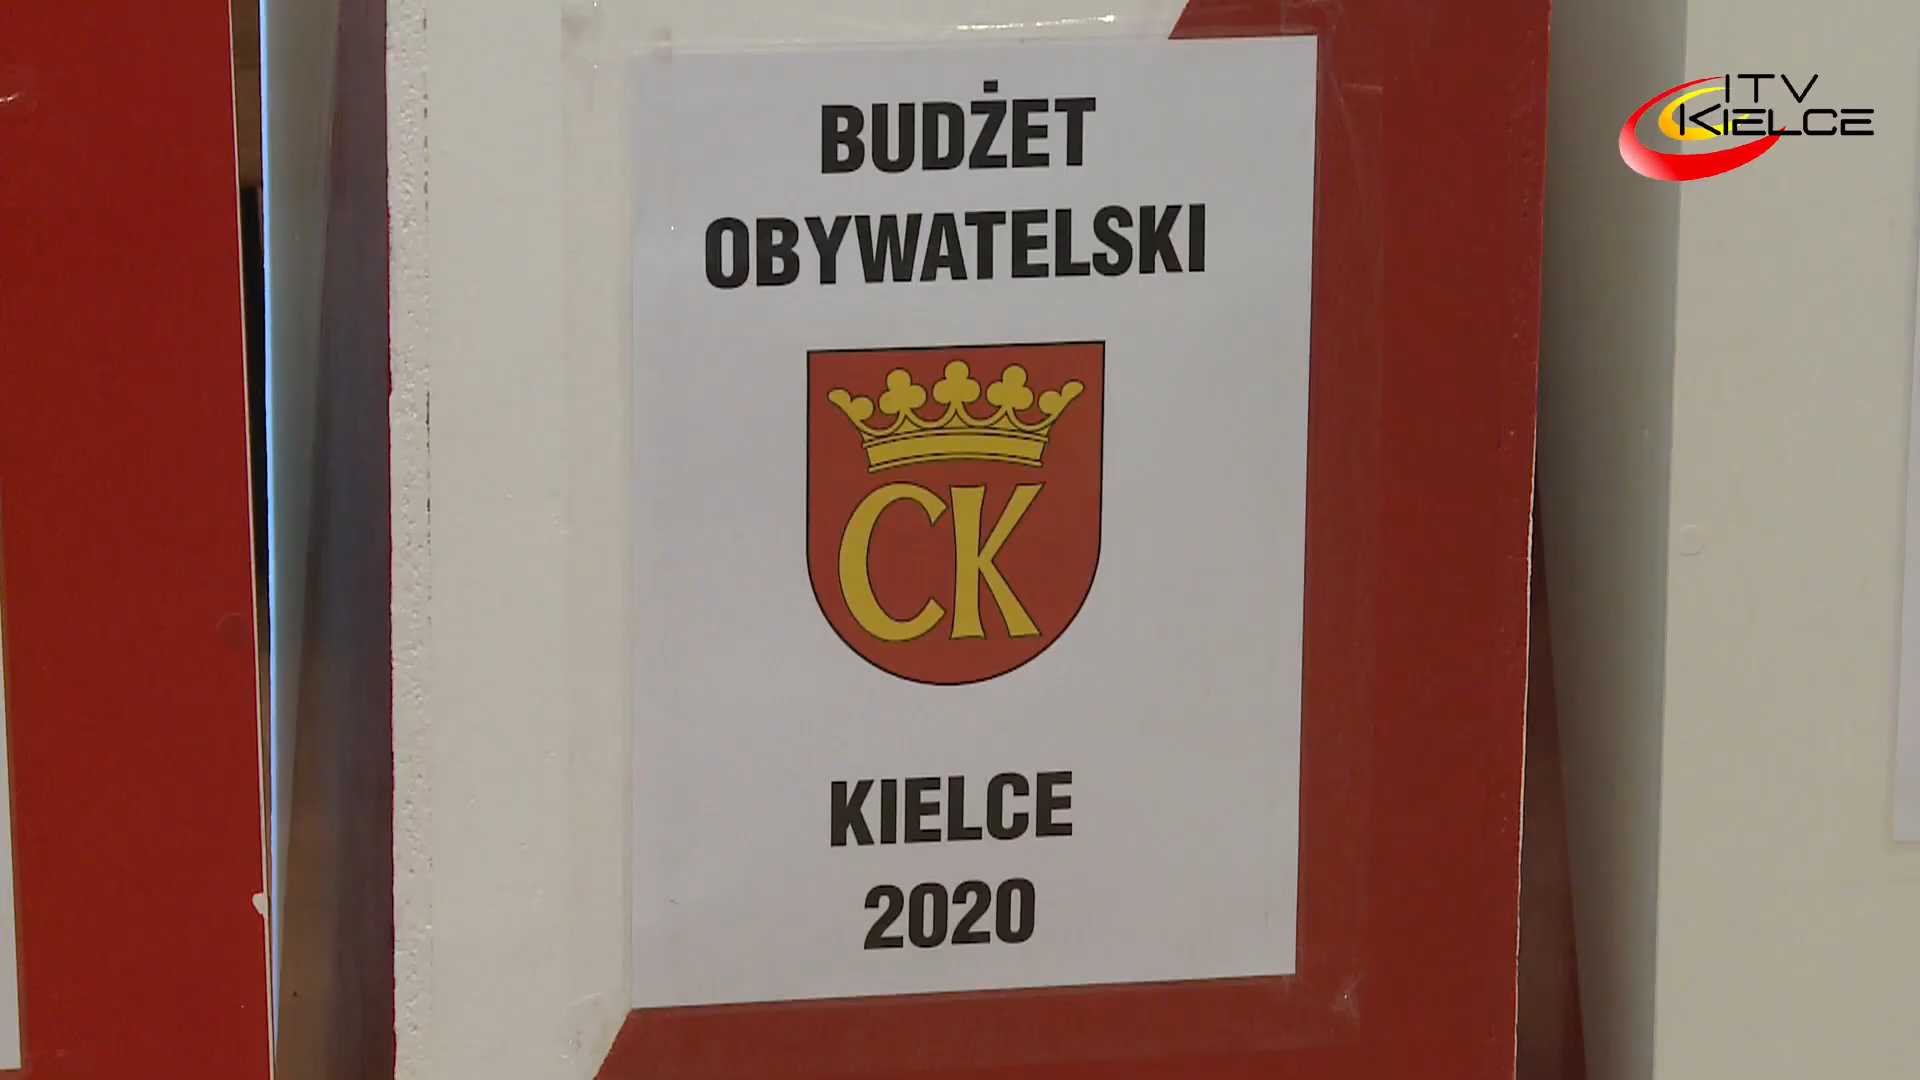 BUDŻET
OBYWATELSKI
CK
KIELCE
2020
ITV
KIELCE